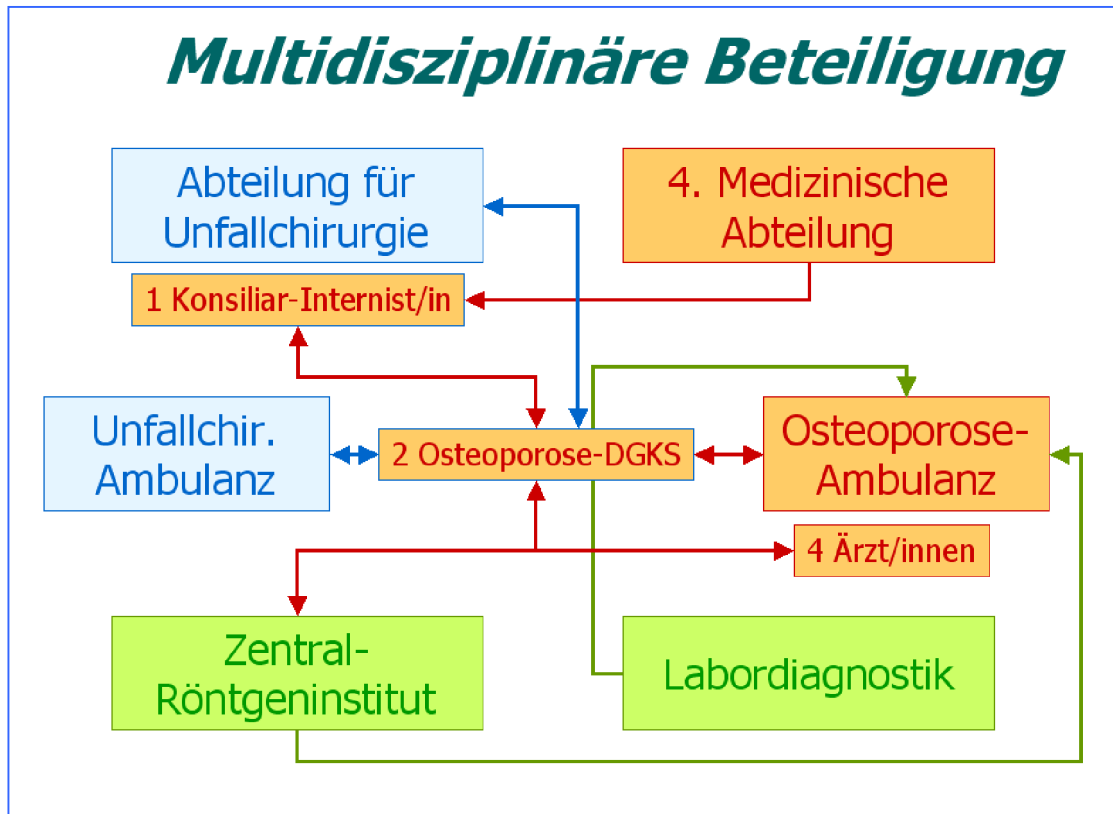 Multidisziplinäre Beteiligung
Abteilung für
Unfallchirurgie
4. Medizinische
Abteilung
1 Konsiliar-Internist/in
Unfallchir.
Ambulanz
2 Osteoporose-DGKS
Osteoporose-
Ambulanz
4 Ärzt/innen
Zentral-
Röntgeninstitut
Labordiagnostik